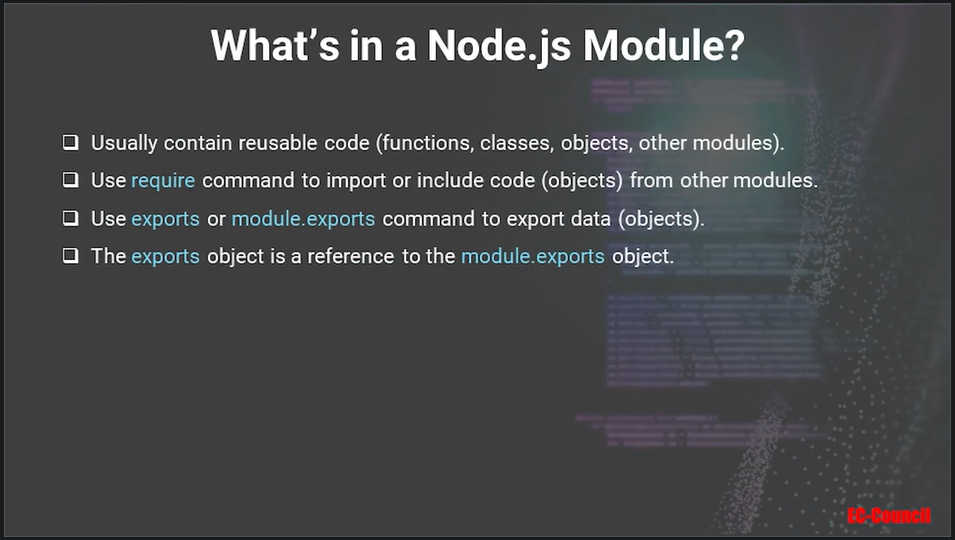 What’s in a Node.js Module?
Usually contain reusable code (functions, classes, objects, other modules).
Use require command to import or include code (objects) from other modules.
Use exports or module.exports command to export data (objects).
The exports object is a reference to the module.exports object.
EC-Council